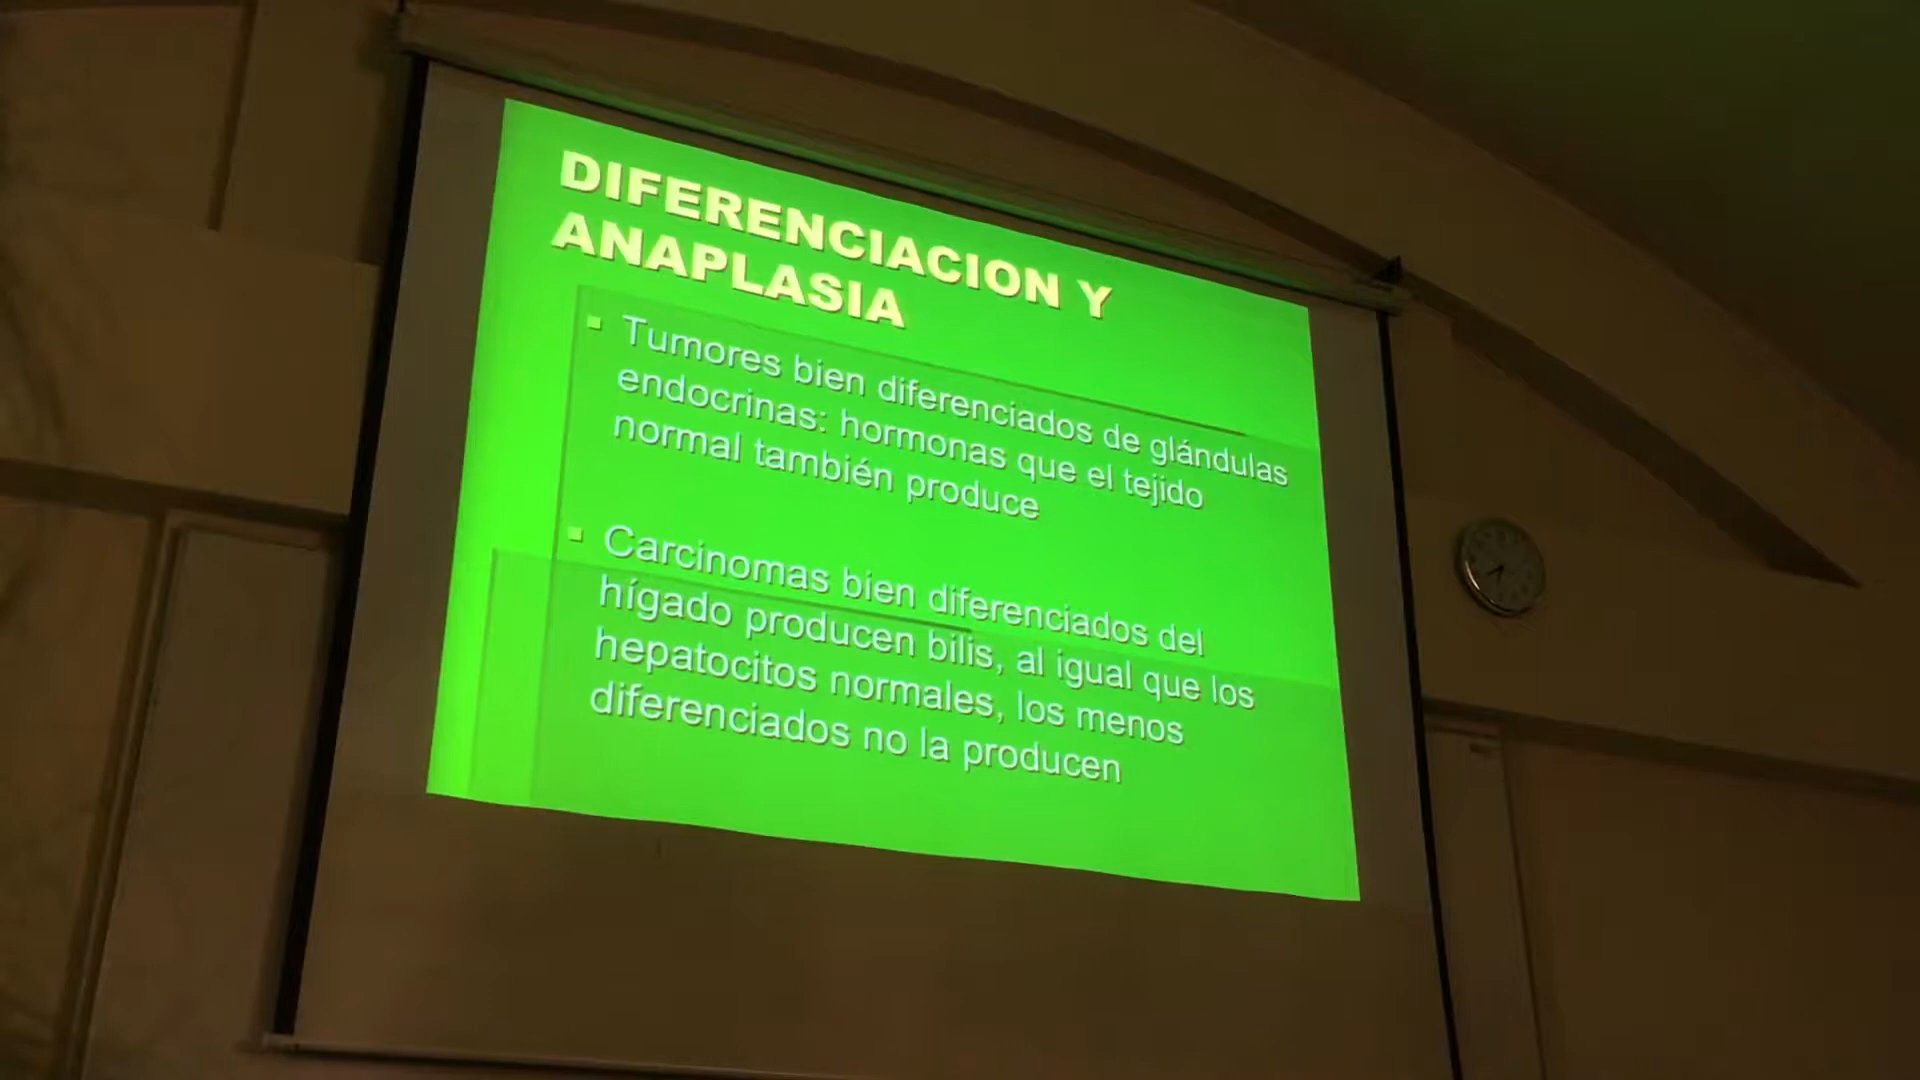 DIFERENCIACION Y
ANAPLASIA
Tumores bien diferenciados de glándulas
endocrinas: hormonas que el tejido
normal también produce
Carcinomas bien diferenciados del
hígado producen bilis, al igual que los
hepatocitos normales, los menos
diferenciados no la producen